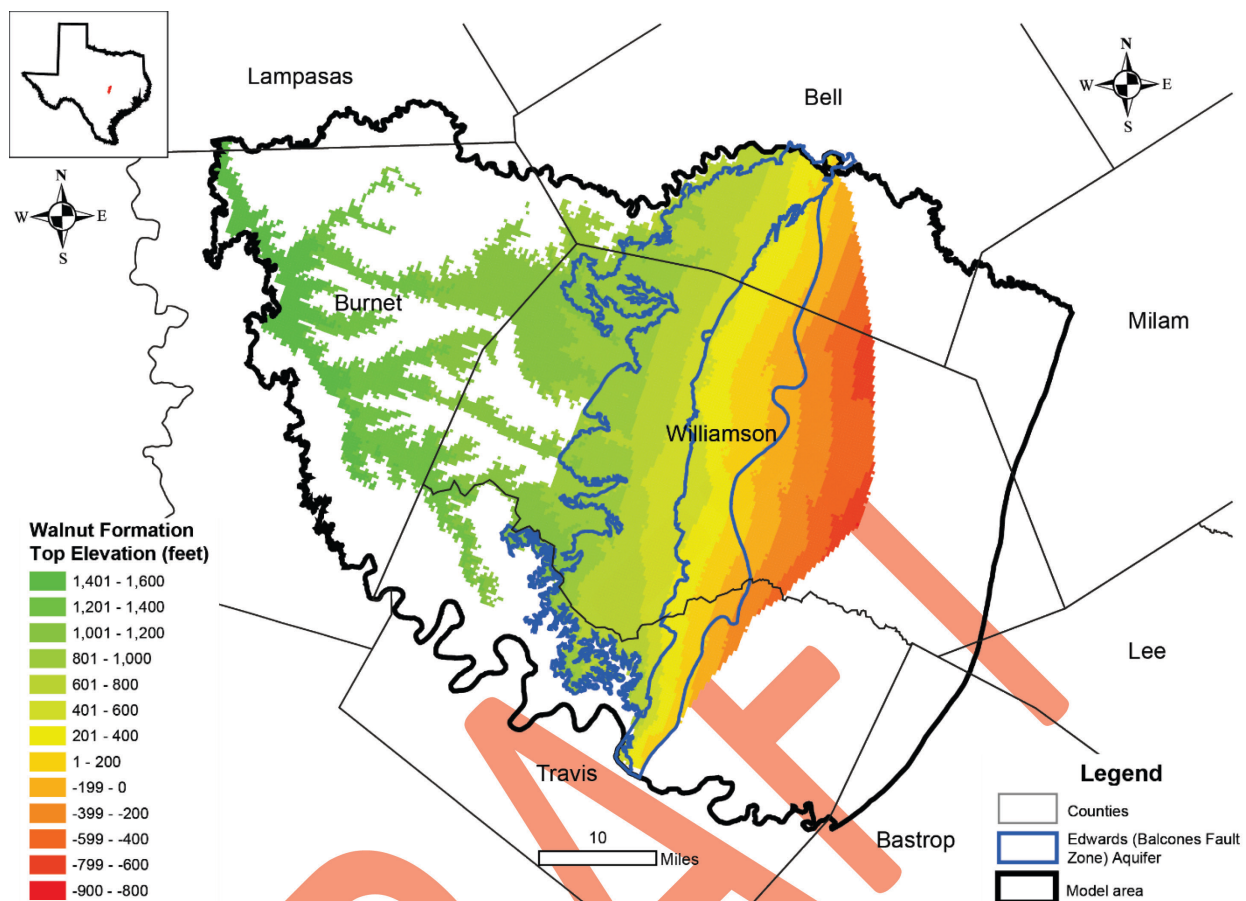 Lampasas
Bell
N
W E
S
N
W E
S
Burnet
Milam
Williamson
Walnut Formation
Top Elevation (feet)
1,401 - 1,600
1,201 - 1,400
1,001 - 1,200
801 - 1,000
601 - 800
401 - 600
201 - 400
1 - 200
-199 - 0
-399 - -200
-599 - -400
-799 - -600
-900 - -800
Lee
Travis
Bastrop
10
Miles
Legend
Counties
Edwards (Balcones Fault
Zone) Aquifer
Model area